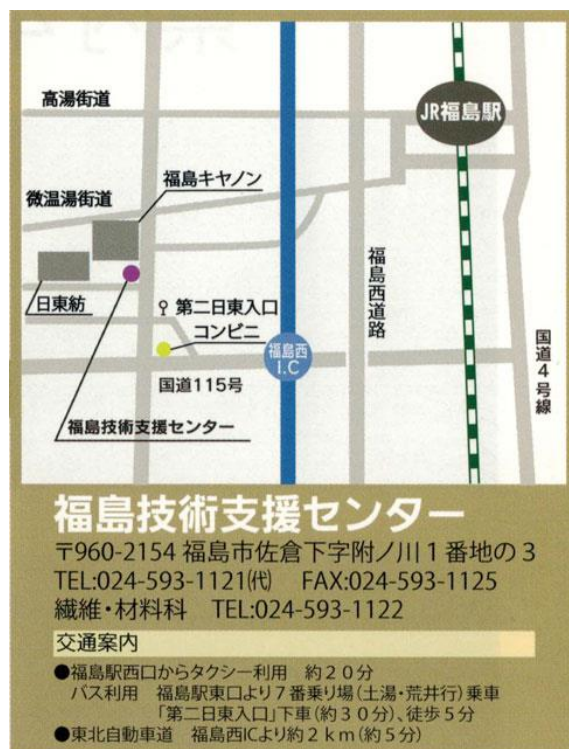 高湯街道
JR福島駅
福島キヤノン
微温湯街道
福島西道路
日東紡
第二日東入口
コンビニ
福島西
I.C
国道4号線
国道115号
福島技術支援センター
福島技術支援センター
〒960-2154 福島市佐倉下字附ノ川1番地の3
TEL:024-593-1121㈹ FAX:024-593-1125
繊維・材料科 TEL:024-593-1122
交通案内
●福島駅西口からタクシー利用 約20分
バス利用 福島駅東口より7番乗り場(土湯・荒井行)乗車
「第二日東入口」下車(約30分)、徒歩5分
●東北自動車道 福島西ICより約2km(約5分)